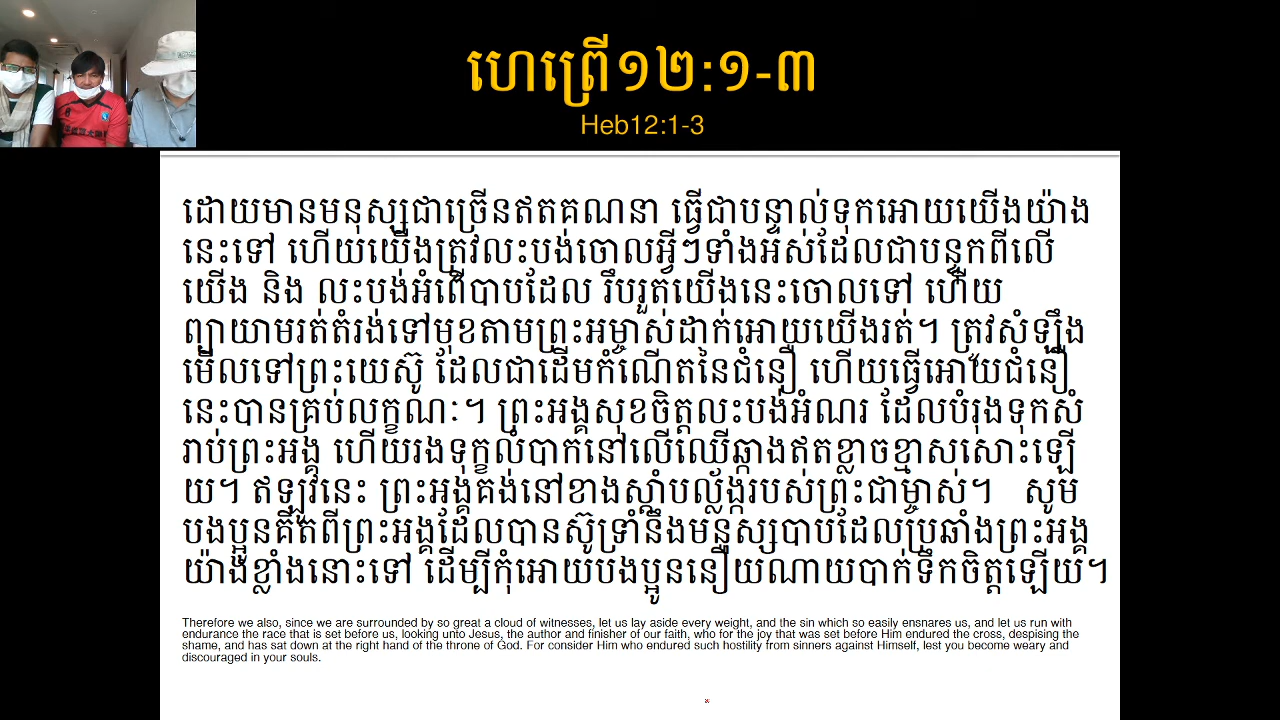 ហេព្រើ១២:១-៣
Heb12:1-3
ដោយមានមនុស្សជាច្រើនឥតគណនា ធ្វើជាបន្ទាល់ទុកអោយយើងយ៉ាង
នេះទៅ ហើយយើងត្រូវលះបង់ចោលអ្វីៗទាំងអស់ដែលជាបន្ទុកពីលើ
យើង និង លះបង់អំពើបាបដែល រឹបរួតយើងនេះចោលទៅ ហើយ
ព្យាយាមរត់តំរង់ទៅមុខតាមព្រះអម្ចាស់ដាក់អោយយើងរត់។ ត្រូវសំឡឹង
មើលទៅព្រះយេស៊ូ ដែលជាដើមកំណើតនៃជំនឿ ហើយធ្វើអោយជំនឿ
នេះបានគ្រប់លក្ខណៈ។ ព្រះអង្គសុខចិត្តលះបង់អំណរ ដែលបំរុងទុកសំ
រាប់ព្រះអង្គ ហើយរងទុក្ខលំបាកនៅលើឈើឆ្កាងឥតខ្លាចខ្មាសសោះឡើ
យ។ ឥឡូវនេះ ព្រះអង្គគង់នៅខាងស្តាំបល្ល័ង្ករបស់ព្រះជាម្ចាស់។ សូម
បងប្អូនគិតពីព្រះអង្គដែលបានស៊ូទ្រាំនឹងមនុស្សបាបដែលប្រឆាំងព្រះអង្គ
យ៉ាងខ្លាំងនោះទៅ ដើម្បីកុំអោយបងប្អូននឿយណាយបាក់ទឹកចិត្តឡើយ។
Therefore we also, since we are surrounded by so great a cloud of witnesses, let us lay aside every weight, and the sin which so easily ensnares us, and let us run with
endurance the race that is set before us, looking unto Jesus, the author and finisher of our faith, who for the joy that was set before Him endured the cross, despising the
shame, and has sat down at the right hand of the throne of God. For consider Him who endured such hostility from sinners against Himself, lest you become weary and
discouraged in your souls.